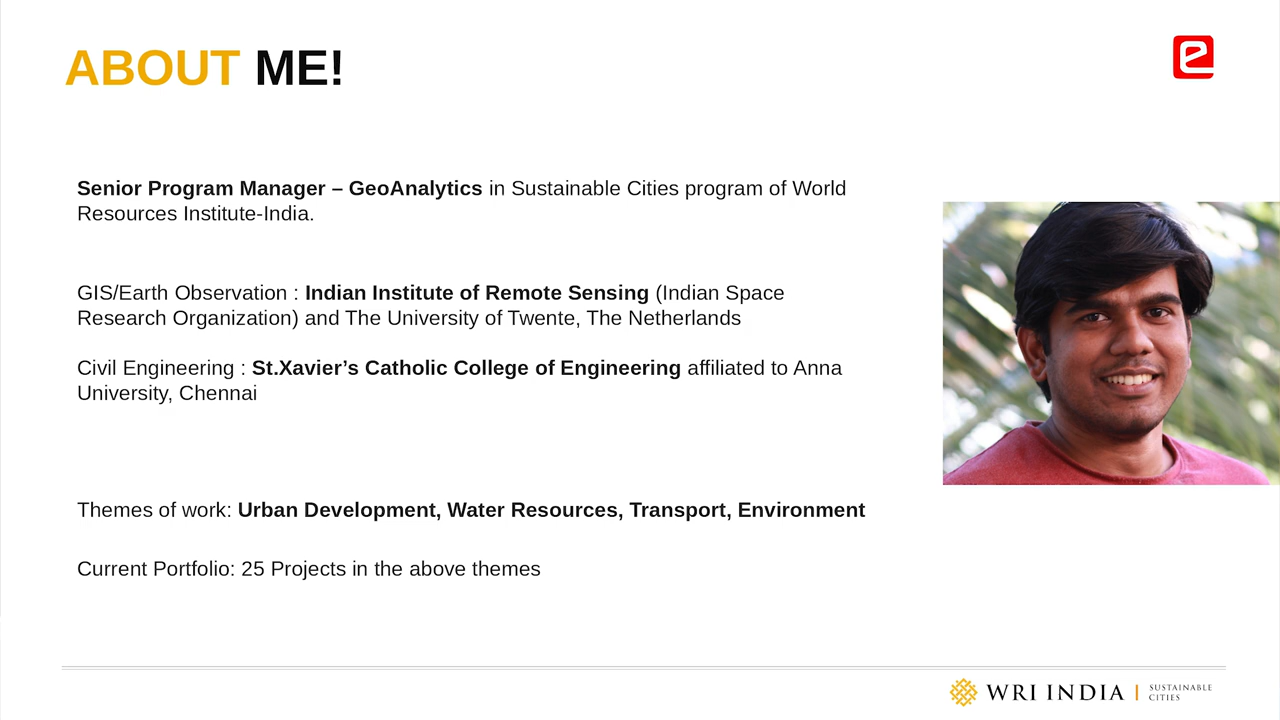 ABOUT ME!
Senior Program Manager – GeoAnalytics in Sustainable Cities program of World
Resources Institute-India.
GIS/Earth Observation : Indian Institute of Remote Sensing (Indian Space
Research Organization) and The University of Twente, The Netherlands
Civil Engineering : St.Xavier’s Catholic College of Engineering affiliated to Anna
University, Chennai
Themes of work: Urban Development, Water Resources, Transport, Environment
Current Portfolio: 25 Projects in the above themes
WRI INDIA | SUSTAINABLE
CITIES